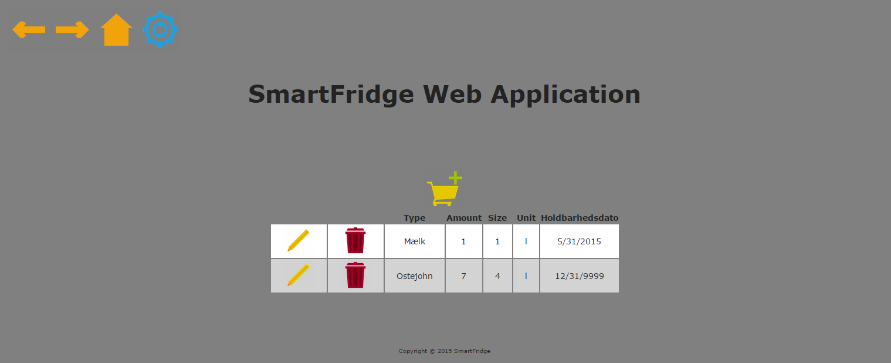 SmartFridge Web Application
Type Amount Size Unit Holdbarhedsdato
Mælk 1 1 l 5/31/2015
Ostejohn 7 4 l 12/31/9999
Copyright © 2015 SmartFridge